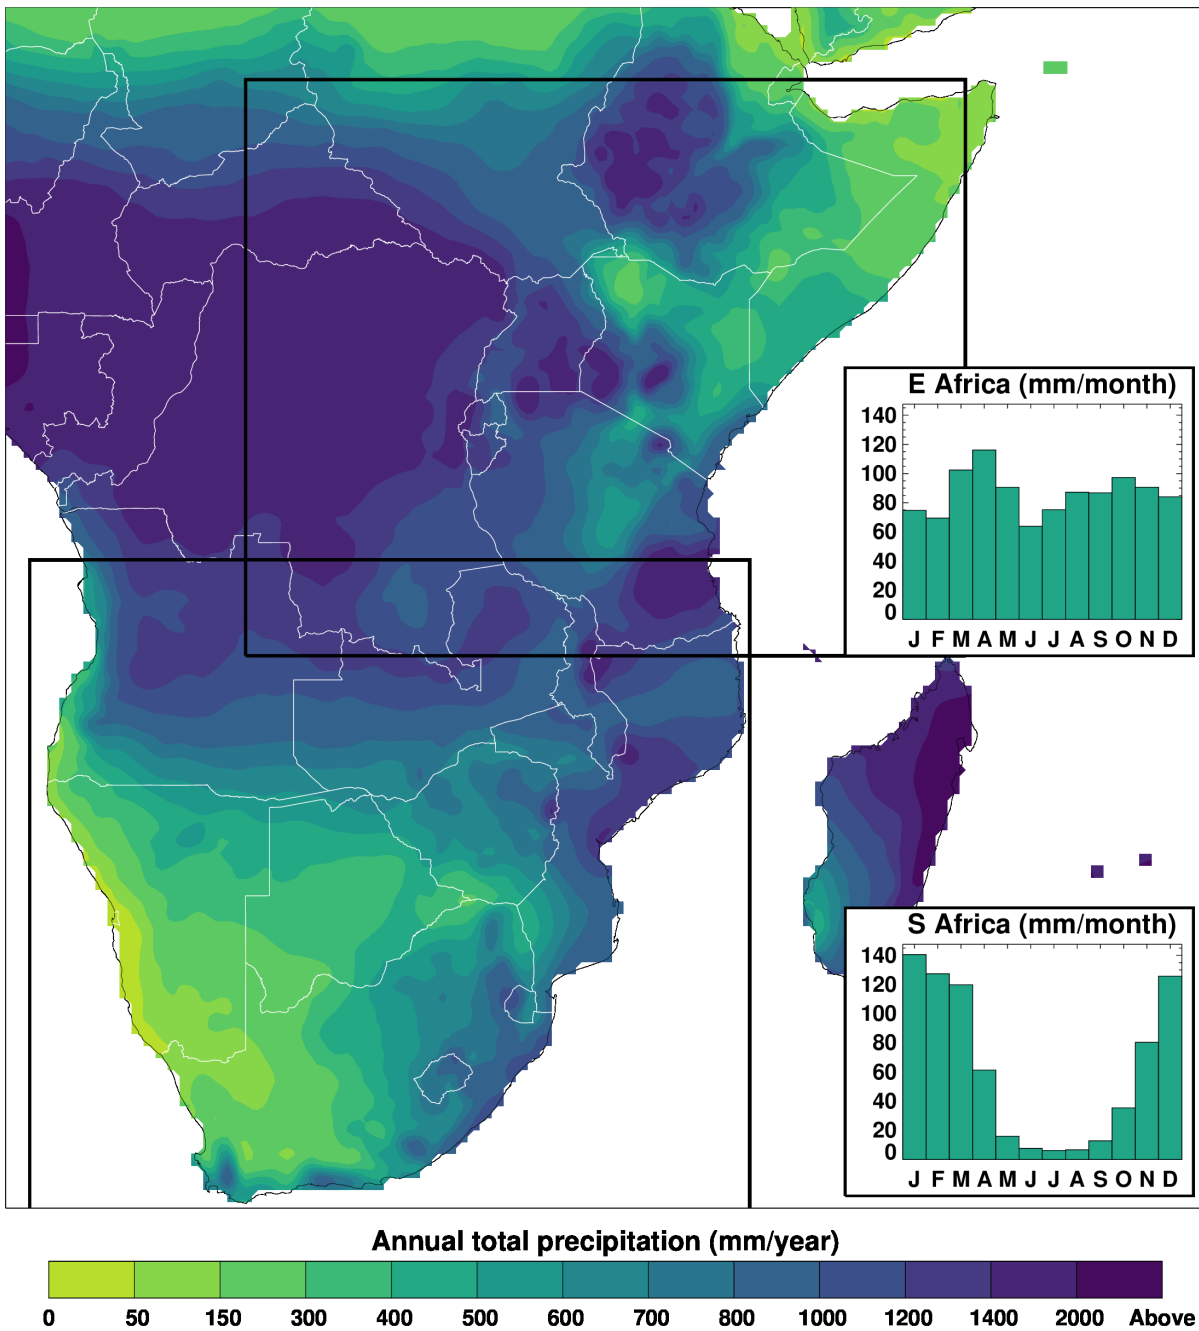 E Africa (mm/month)
140
120
100
80
60
40
20
0
J F M A M J J A S O N D
S Africa (mm/month)
140
120
100
80
60
40
20
0
J F M A M J J A S O N D
Annual total precipitation (mm/year)
0 50 150 300 400 500 600 700 800 1000 1200 1400 2000 Above